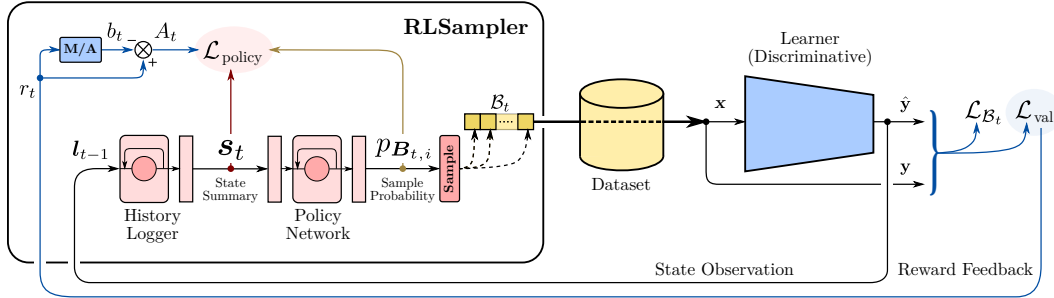 RLSampler
M/A
b_t
-
+
A_t
r_t
ℒ_policy
l_{t−1}
s_t
State
Summary
p_{B_{t,i}}
Sample
Probability
Sample
ℬ_t
History
Logger
Policy
Network
Dataset
Learner
(Discriminative)
x
ŷ
y
ℒ_{ℬ_t}
ℒ_val
State Observation
Reward Feedback